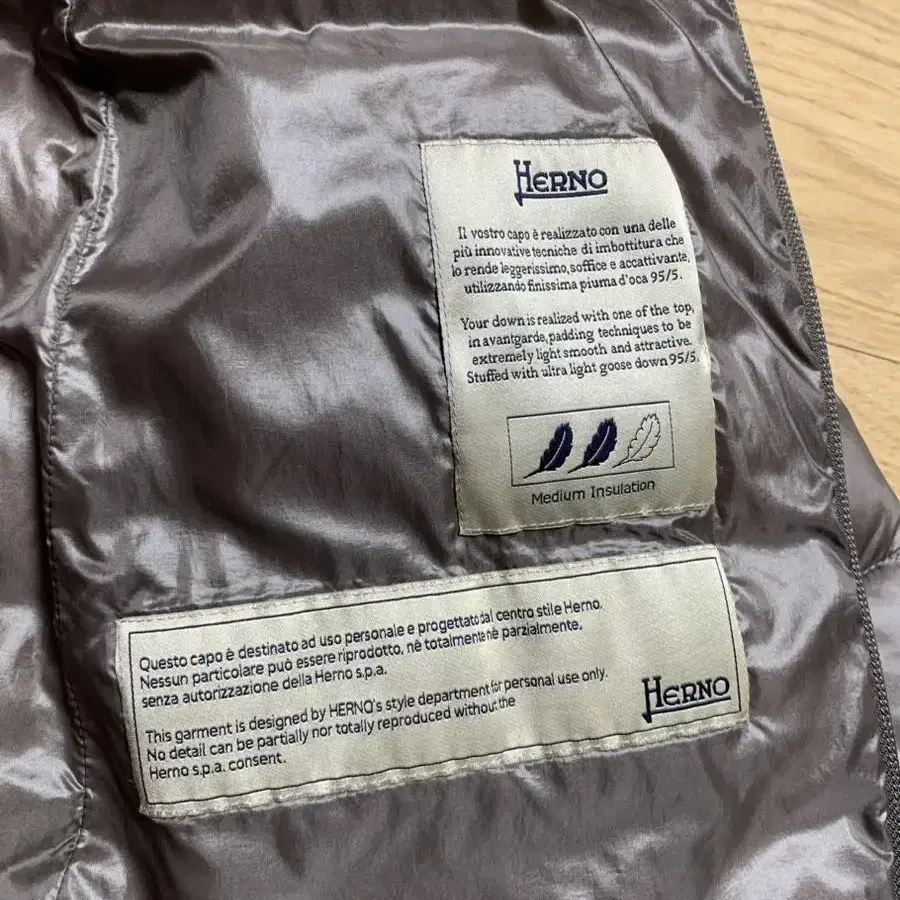 HERNO
Il vostro capo è realizzato con una delle
più innovative tecniche di imbottitura che
lo rende leggerissimo, soffice e accattivante,
utilizzando finissima piuma d'oca 95/5.
Your down is realized with one of the top,
in avantgarde, padding techniques to be
extremely light smooth and attractive.
Stuffed with ultra light goose down 95/5.
Medium Insulation
Questo capo è destinato ad uso personale e progettato dal centro stile Herno.
Nessun particolare può essere riprodotto, nè totalmente nè parzialmente,
senza autorizzazione della Herno s.p.a.
This garment is designed by HERNO's style department for personal use only.
No detail can be partially nor totally reproduced without the
Herno s.p.a. consent.
HERNO